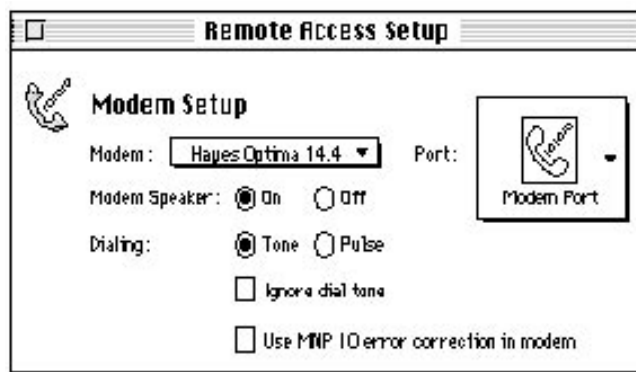 Remote Access Setup
Modem Setup
Modem: Hayes Optima 14.4 Port:
Modem Port
Modem Speaker: On Off
Dialing: Tone Pulse
Ignore dial tone
Use MNP 10 error correction in modem